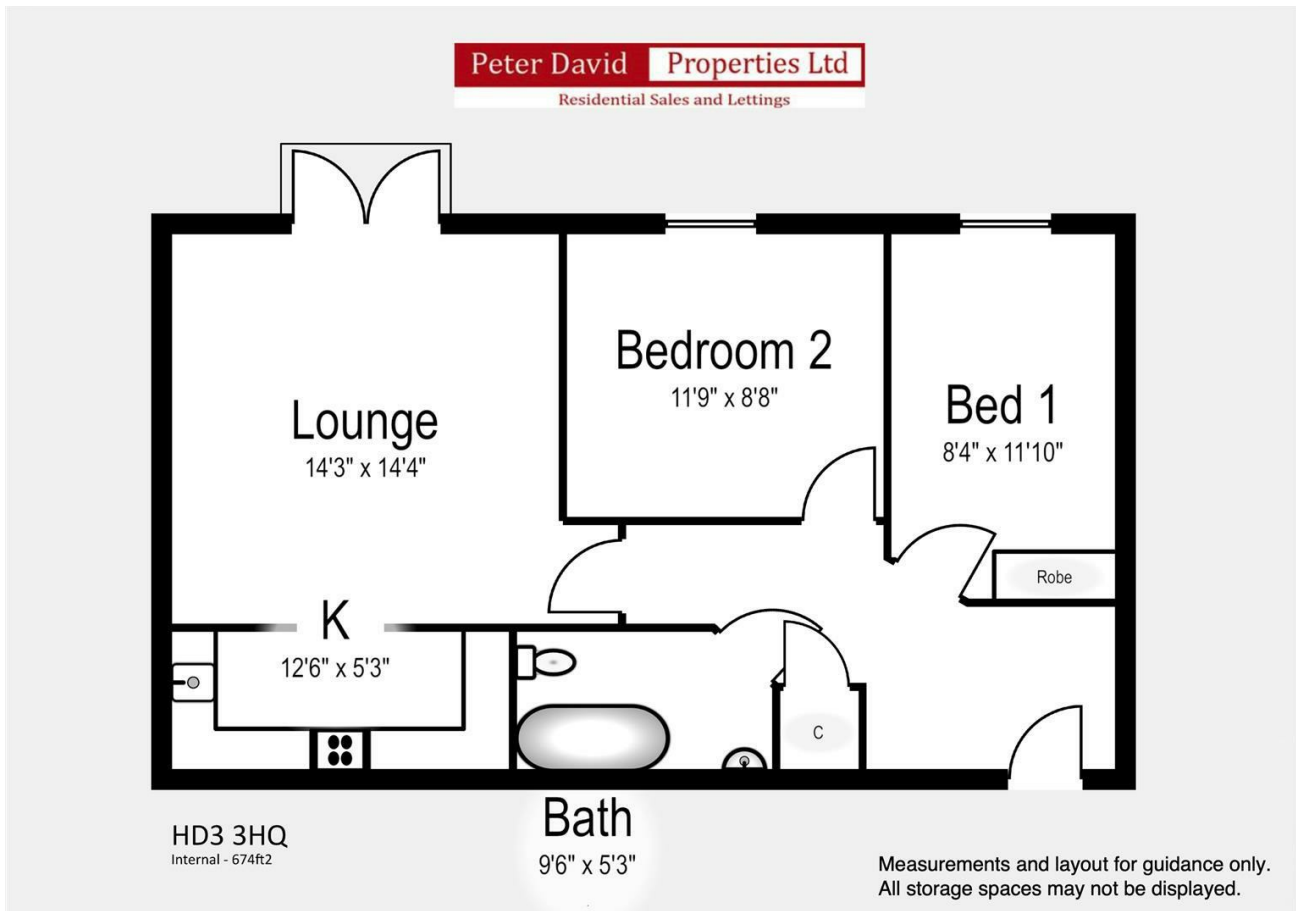 Peter David Properties Ltd
Residential Sales and Lettings
Bedroom 2
11'9" x 8'8"
Bed 1
8'4" x 11'10"
Lounge
14'3" x 14'4"
Robe
K
12'6" x 5'3"
C
Bath
9'6" x 5'3"
HD3 3HQ
Internal - 674ft2
Measurements and layout for guidance only.
All storage spaces may not be displayed.